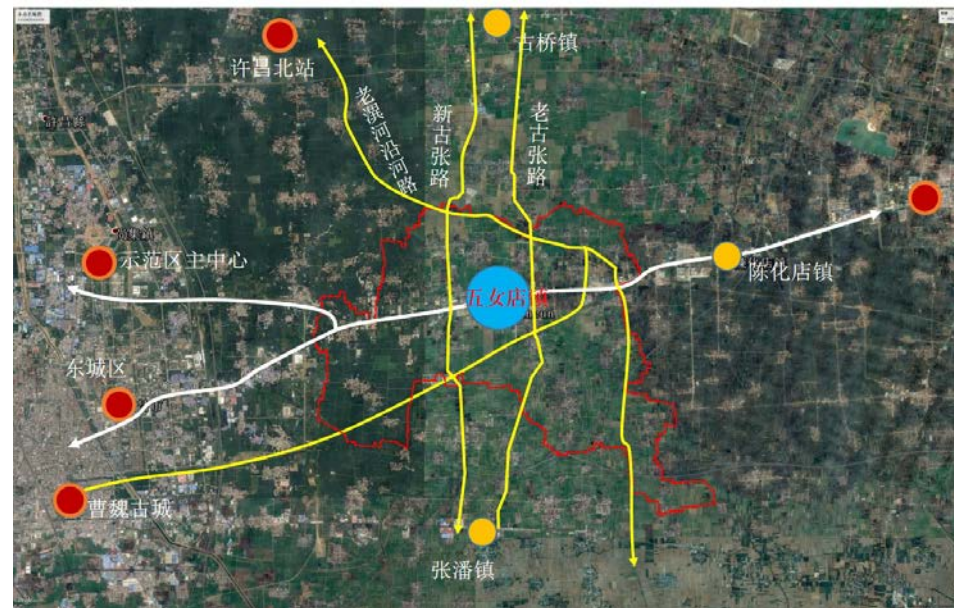 许昌北站
古桥镇
老潩河沿河路
新古张路
老古张路
示范区主中心
陈化店镇
五女店镇
东城区
曹魏古城
张潘镇